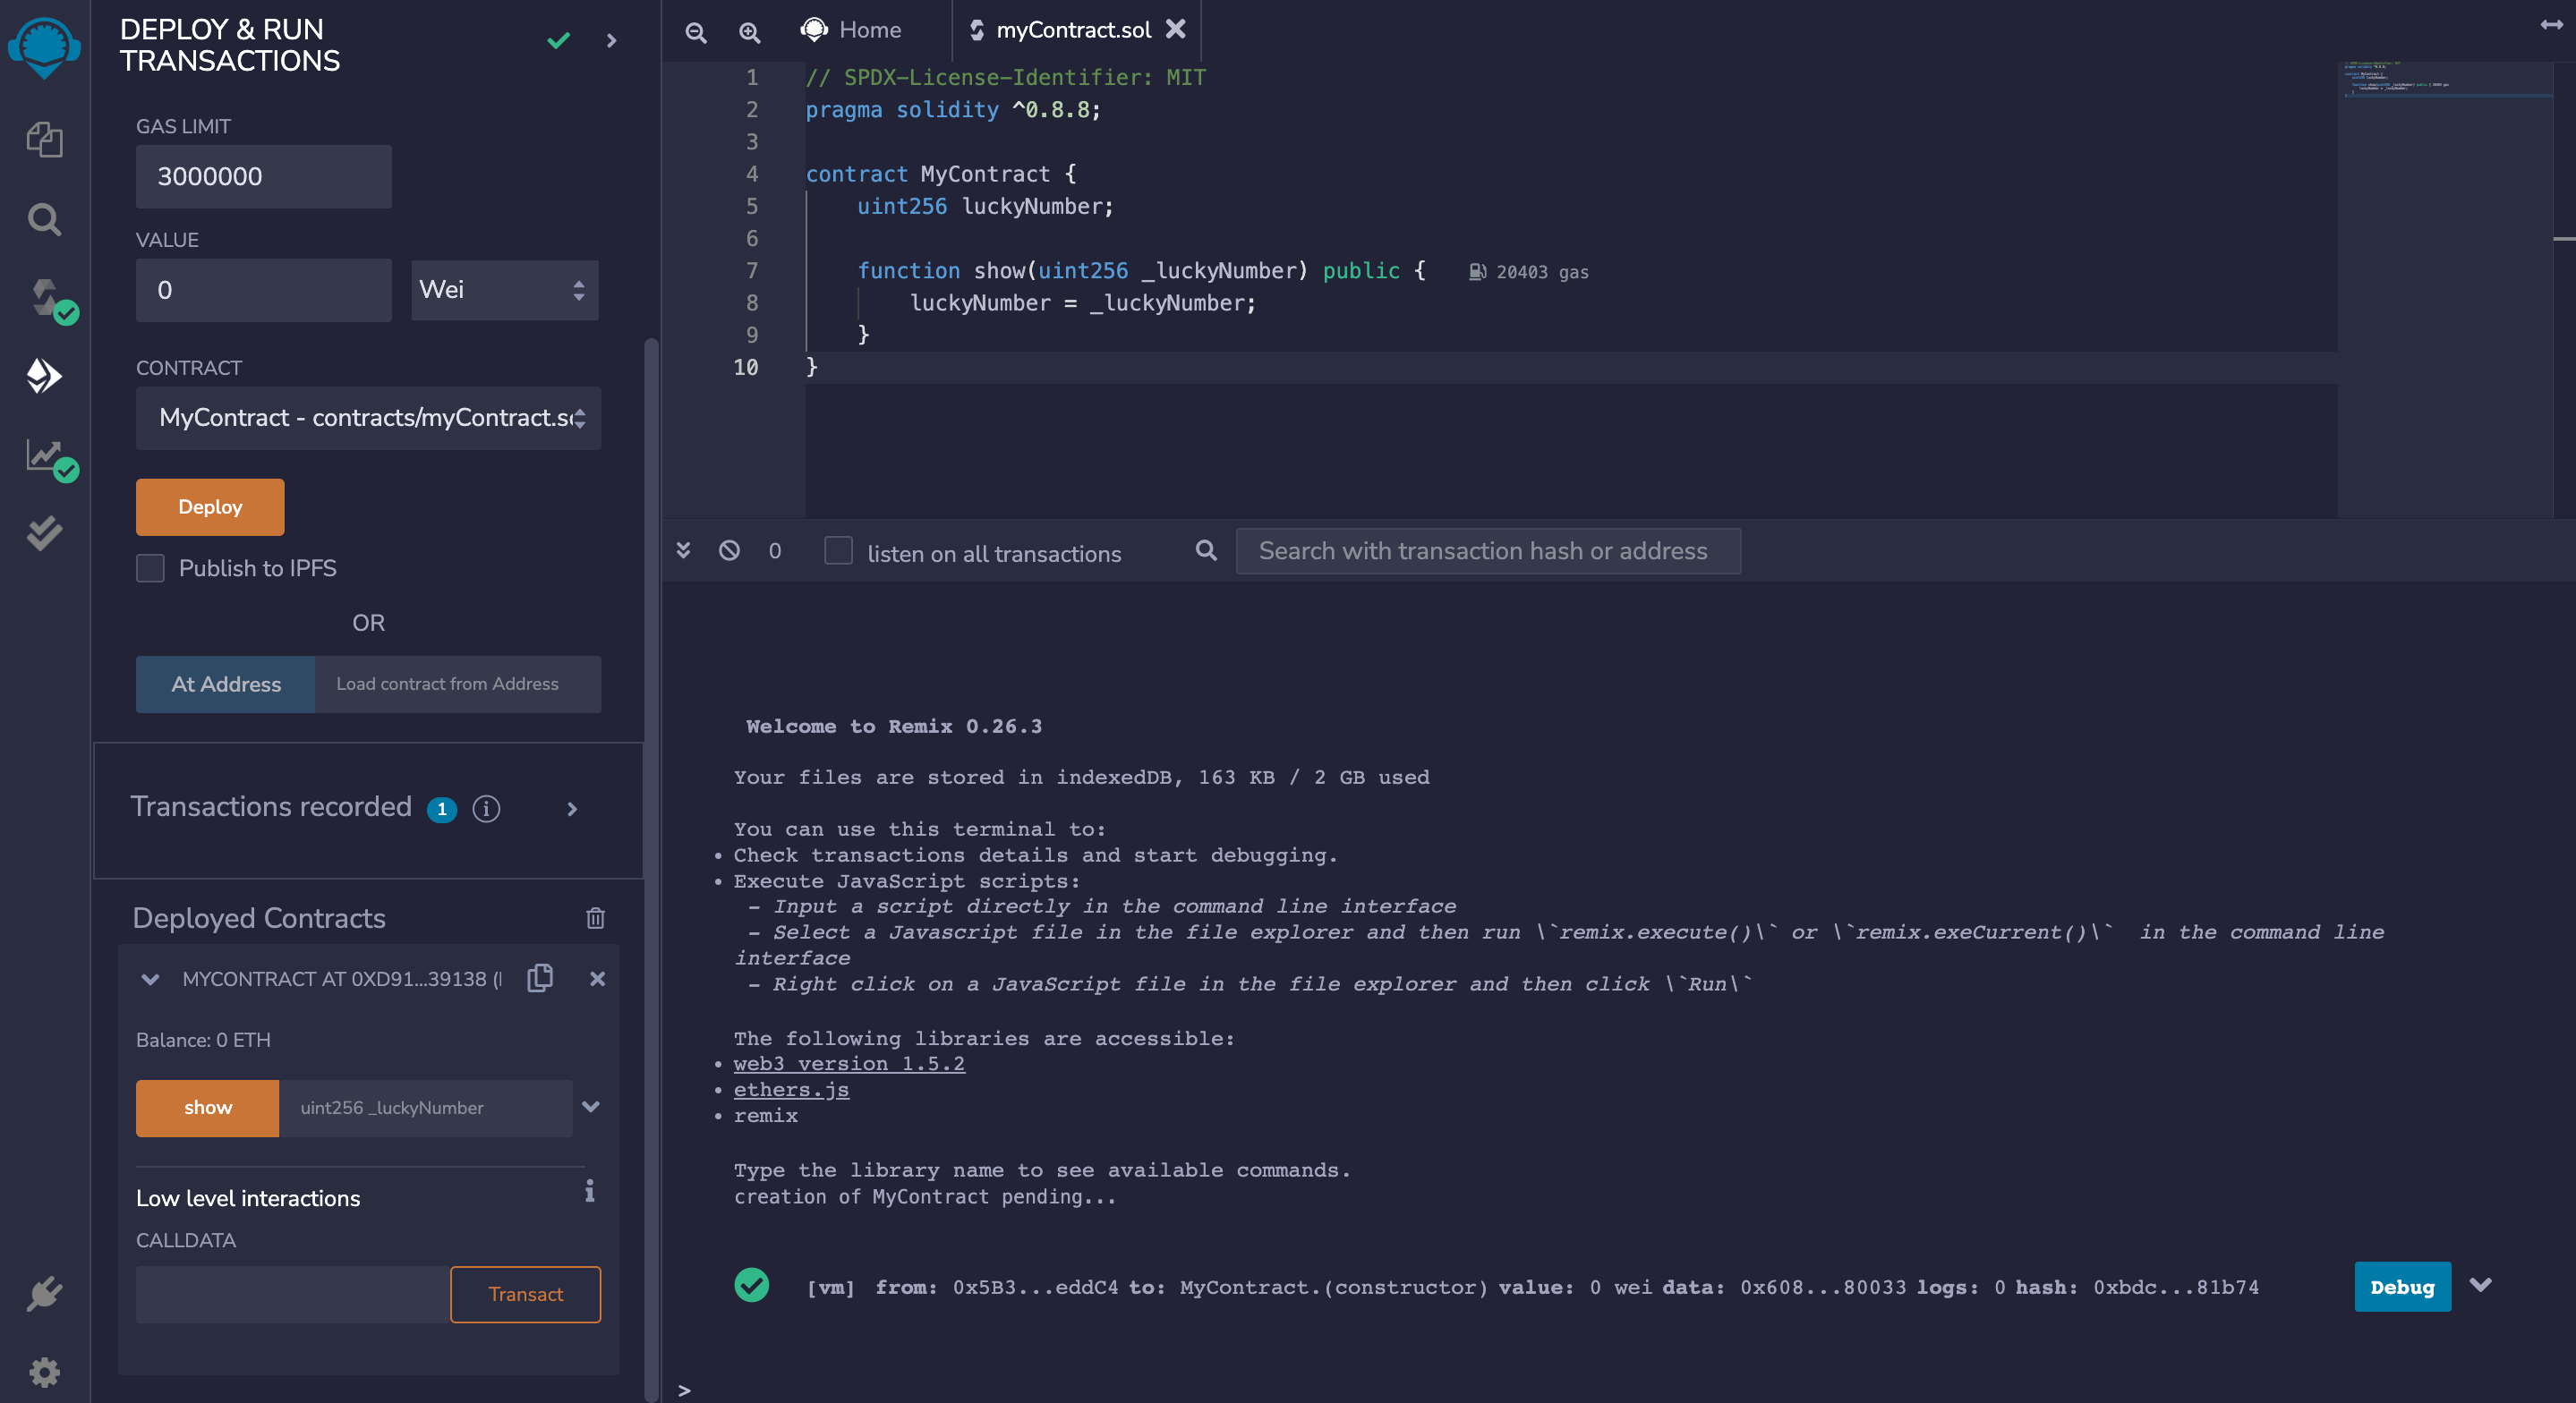 DEPLOY & RUN
TRANSACTIONS
GAS LIMIT
3000000
VALUE
0
Wei
CONTRACT
MyContract - contracts/myContract.so
Deploy
Publish to IPFS
OR
At Address
Load contract from Address
Transactions recorded 1
Deployed Contracts
MYCONTRACT AT 0XD91...39138 (
Balance: 0 ETH
show
uint256 _luckyNumber
Low level interactions
CALLDATA
Transact
Home
myContract.sol
1 // SPDX-License-Identifier: MIT
2 pragma solidity ^0.8.8;
3
4 contract MyContract {
5 uint256 luckyNumber;
6
7 function show(uint256 _luckyNumber) public { 20403 gas
8 luckyNumber = _luckyNumber;
9 }
10 }
0
listen on all transactions
Search with transaction hash or address
Welcome to Remix 0.26.3
Your files are stored in indexedDB, 163 KB / 2 GB used
You can use this terminal to:
• Check transactions details and start debugging.
• Execute JavaScript scripts:
- Input a script directly in the command line interface
- Select a Javascript file in the file explorer and then run \`remix.execute()\` or \`remix.exeCurrent()\` in the command line
interface
- Right click on a JavaScript file in the file explorer and then click \`Run\`
The following libraries are accessible:
• web3 version 1.5.2
• ethers.js
• remix
Type the library name to see available commands.
creation of MyContract pending...
[vm] from: 0x5B3...eddC4 to: MyContract.(constructor) value: 0 wei data: 0x608...80033 logs: 0 hash: 0xbdc...81b74
Debug
>